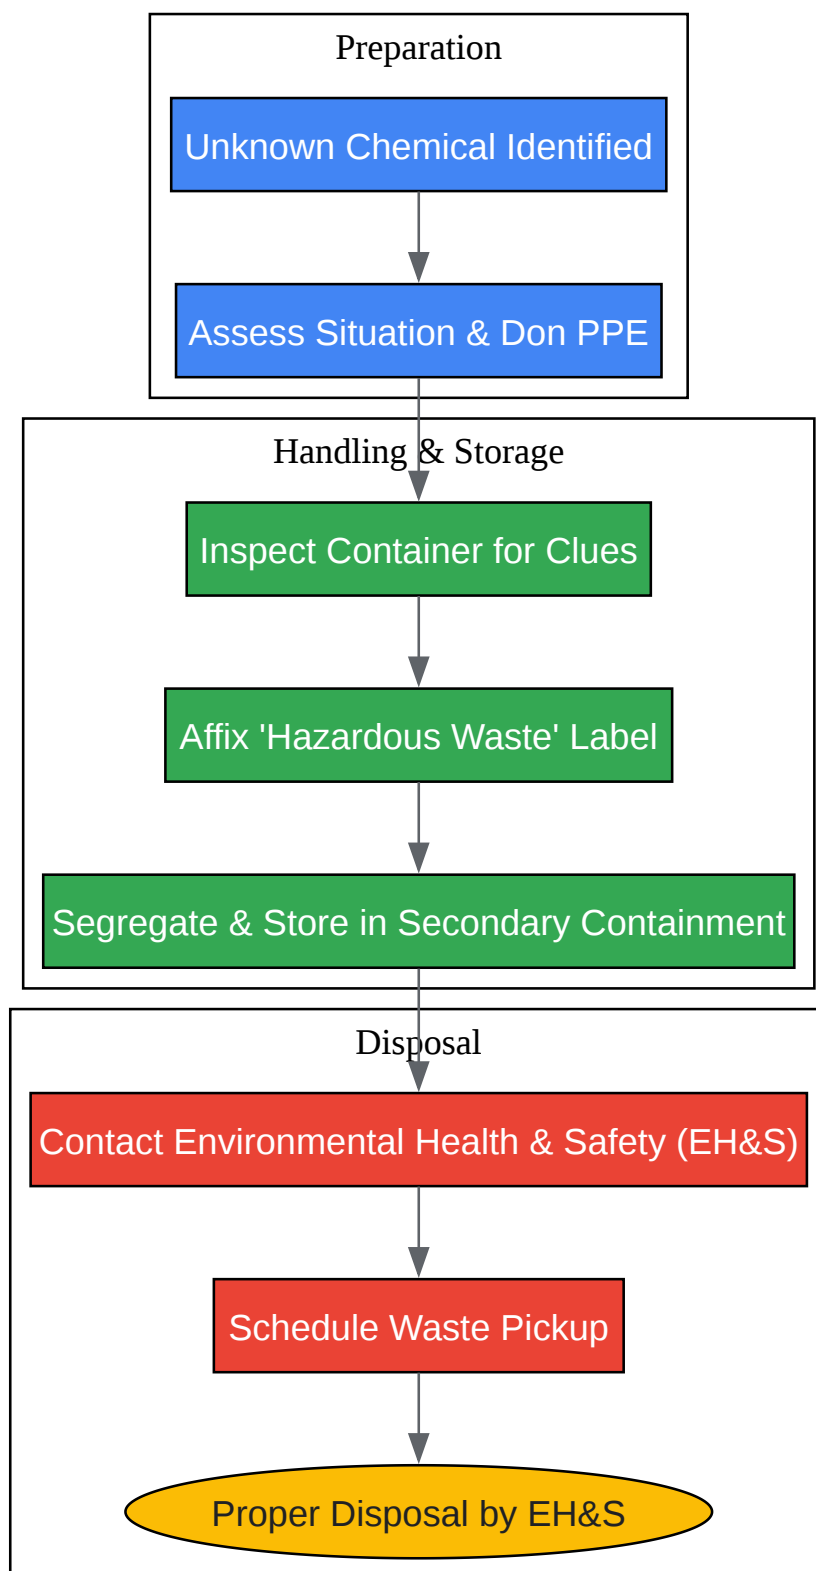 Preparation
Unknown Chemical Identified
Assess Situation & Don PPE
Handling & Storage
Inspect Container for Clues
Affix 'Hazardous Waste' Label
Segregate & Store in Secondary Containment
Disposal
Contact Environmental Health & Safety (EH&S)
Schedule Waste Pickup
Proper Disposal by EH&S